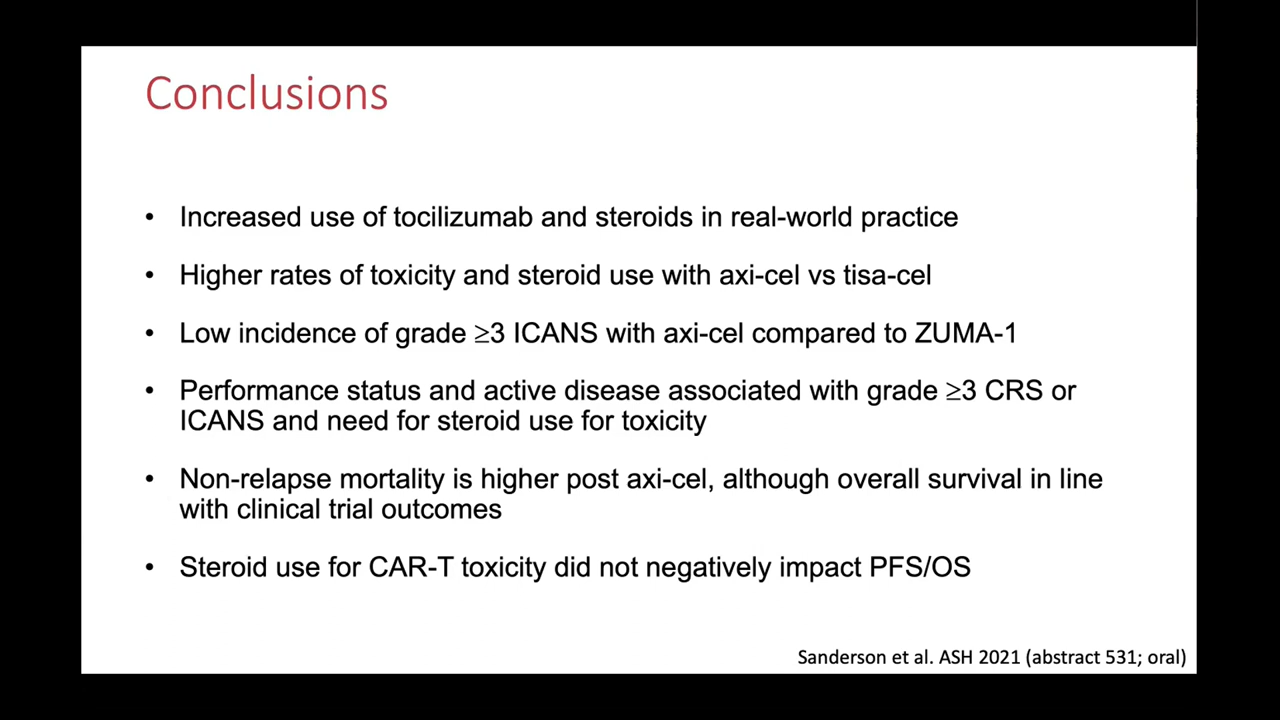 Conclusions
• Increased use of tocilizumab and steroids in real-world practice
• Higher rates of toxicity and steroid use with axi-cel vs tisa-cel
• Low incidence of grade ≥3 ICANS with axi-cel compared to ZUMA-1
• Performance status and active disease associated with grade ≥3 CRS or
ICANS and need for steroid use for toxicity
• Non-relapse mortality is higher post axi-cel, although overall survival in line
with clinical trial outcomes
• Steroid use for CAR-T toxicity did not negatively impact PFS/OS
Sanderson et al. ASH 2021 (abstract 531; oral)